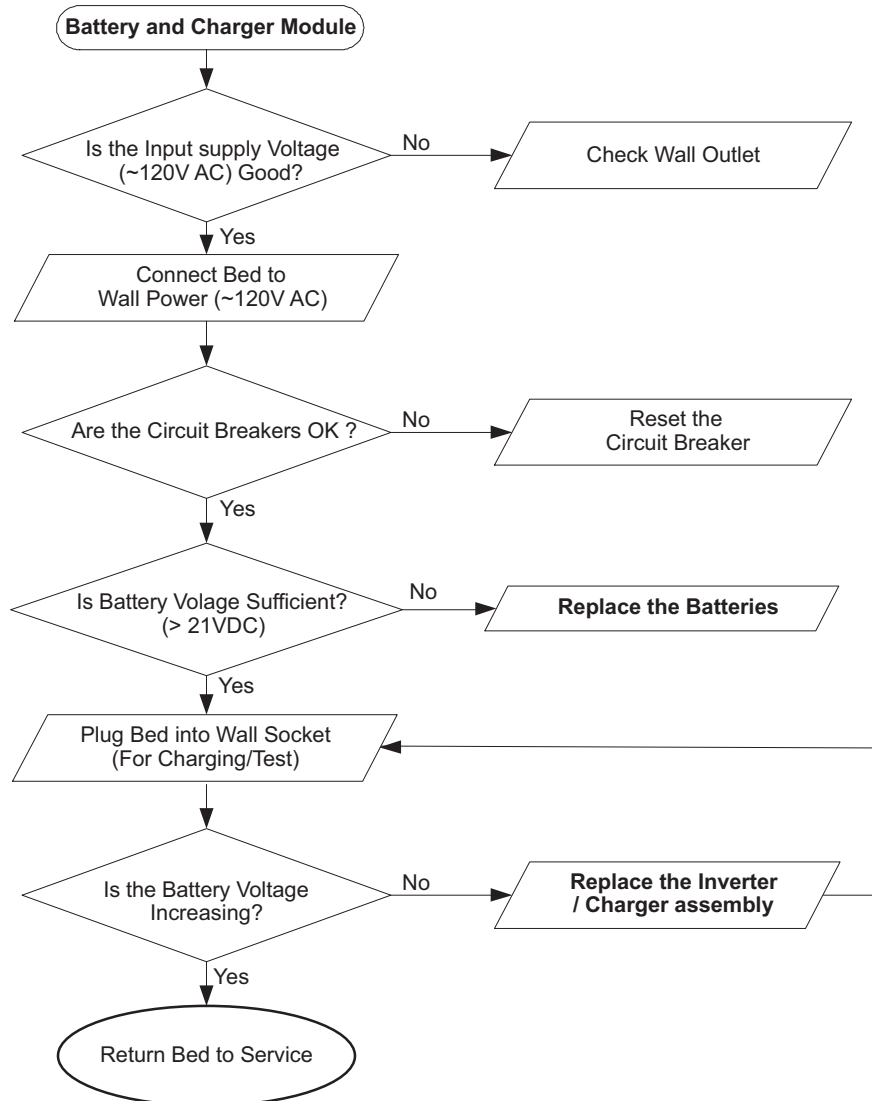 Battery and Charger Module
Is the Input supply Voltage
(~120V AC) Good?
No
Check Wall Outlet
Yes
Connect Bed to
Wall Power (~120V AC)
Are the Circuit Breakers OK ?
No
Reset the
Circuit Breaker
Yes
Is Battery Volage Sufficient?
(> 21VDC)
No
Replace the Batteries
Yes
Plug Bed into Wall Socket
(For Charging/Test)
Is the Battery Voltage
Increasing?
No
Replace the Inverter
/ Charger assembly
Yes
Return Bed to Service